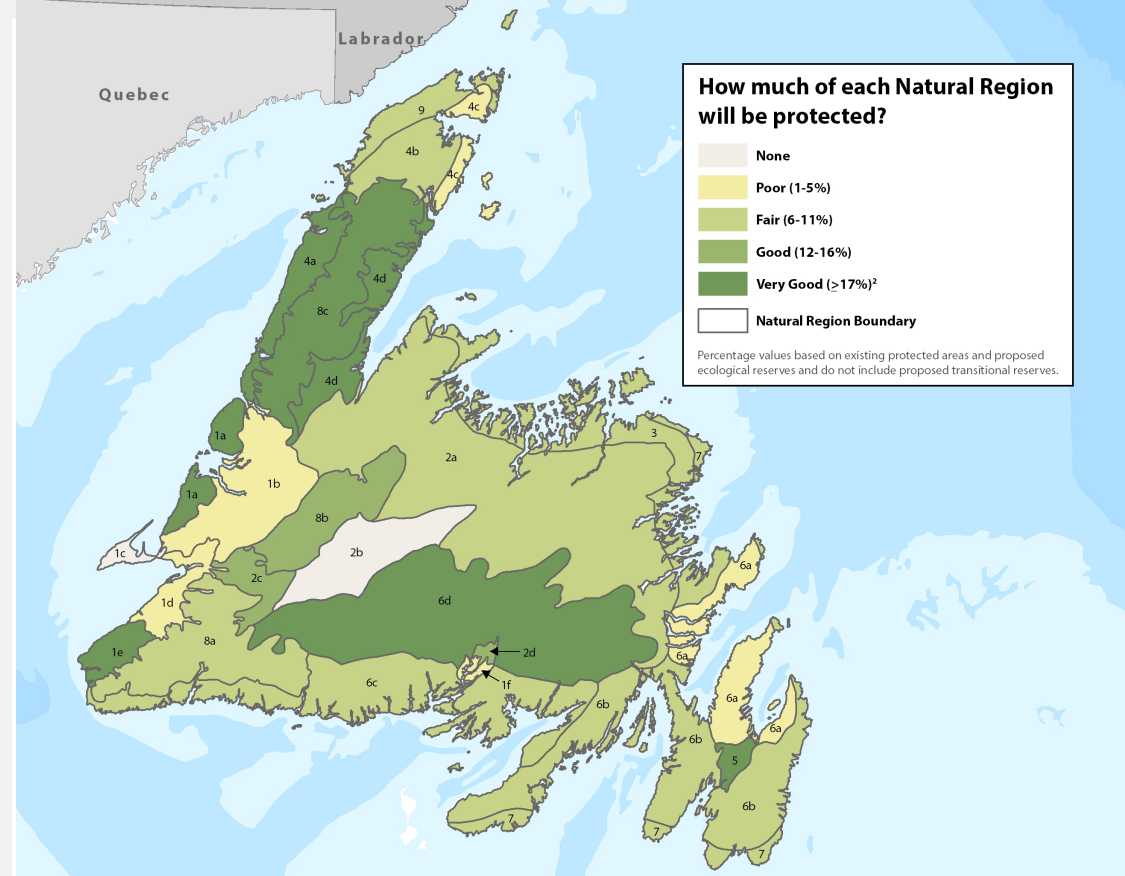 Labrador
Quebec
How much of each Natural Region
will be protected?
None
Poor (1-5%)
Fair (6-11%)
Good (12-16%)
Very Good (≥17%)²
Natural Region Boundary
Percentage values based on existing protected areas and proposed
ecological reserves and do not include proposed transitional reserves.
9
4c
4b
4c
4a
4d
8c
4d
1a
3
7
2a
1b
1a
8b
1c
2b
6a
2c
6d
1d
8a
1e
2d
6a
6c
1f
6a
6b
6a
6b
5
6b
7
7
7